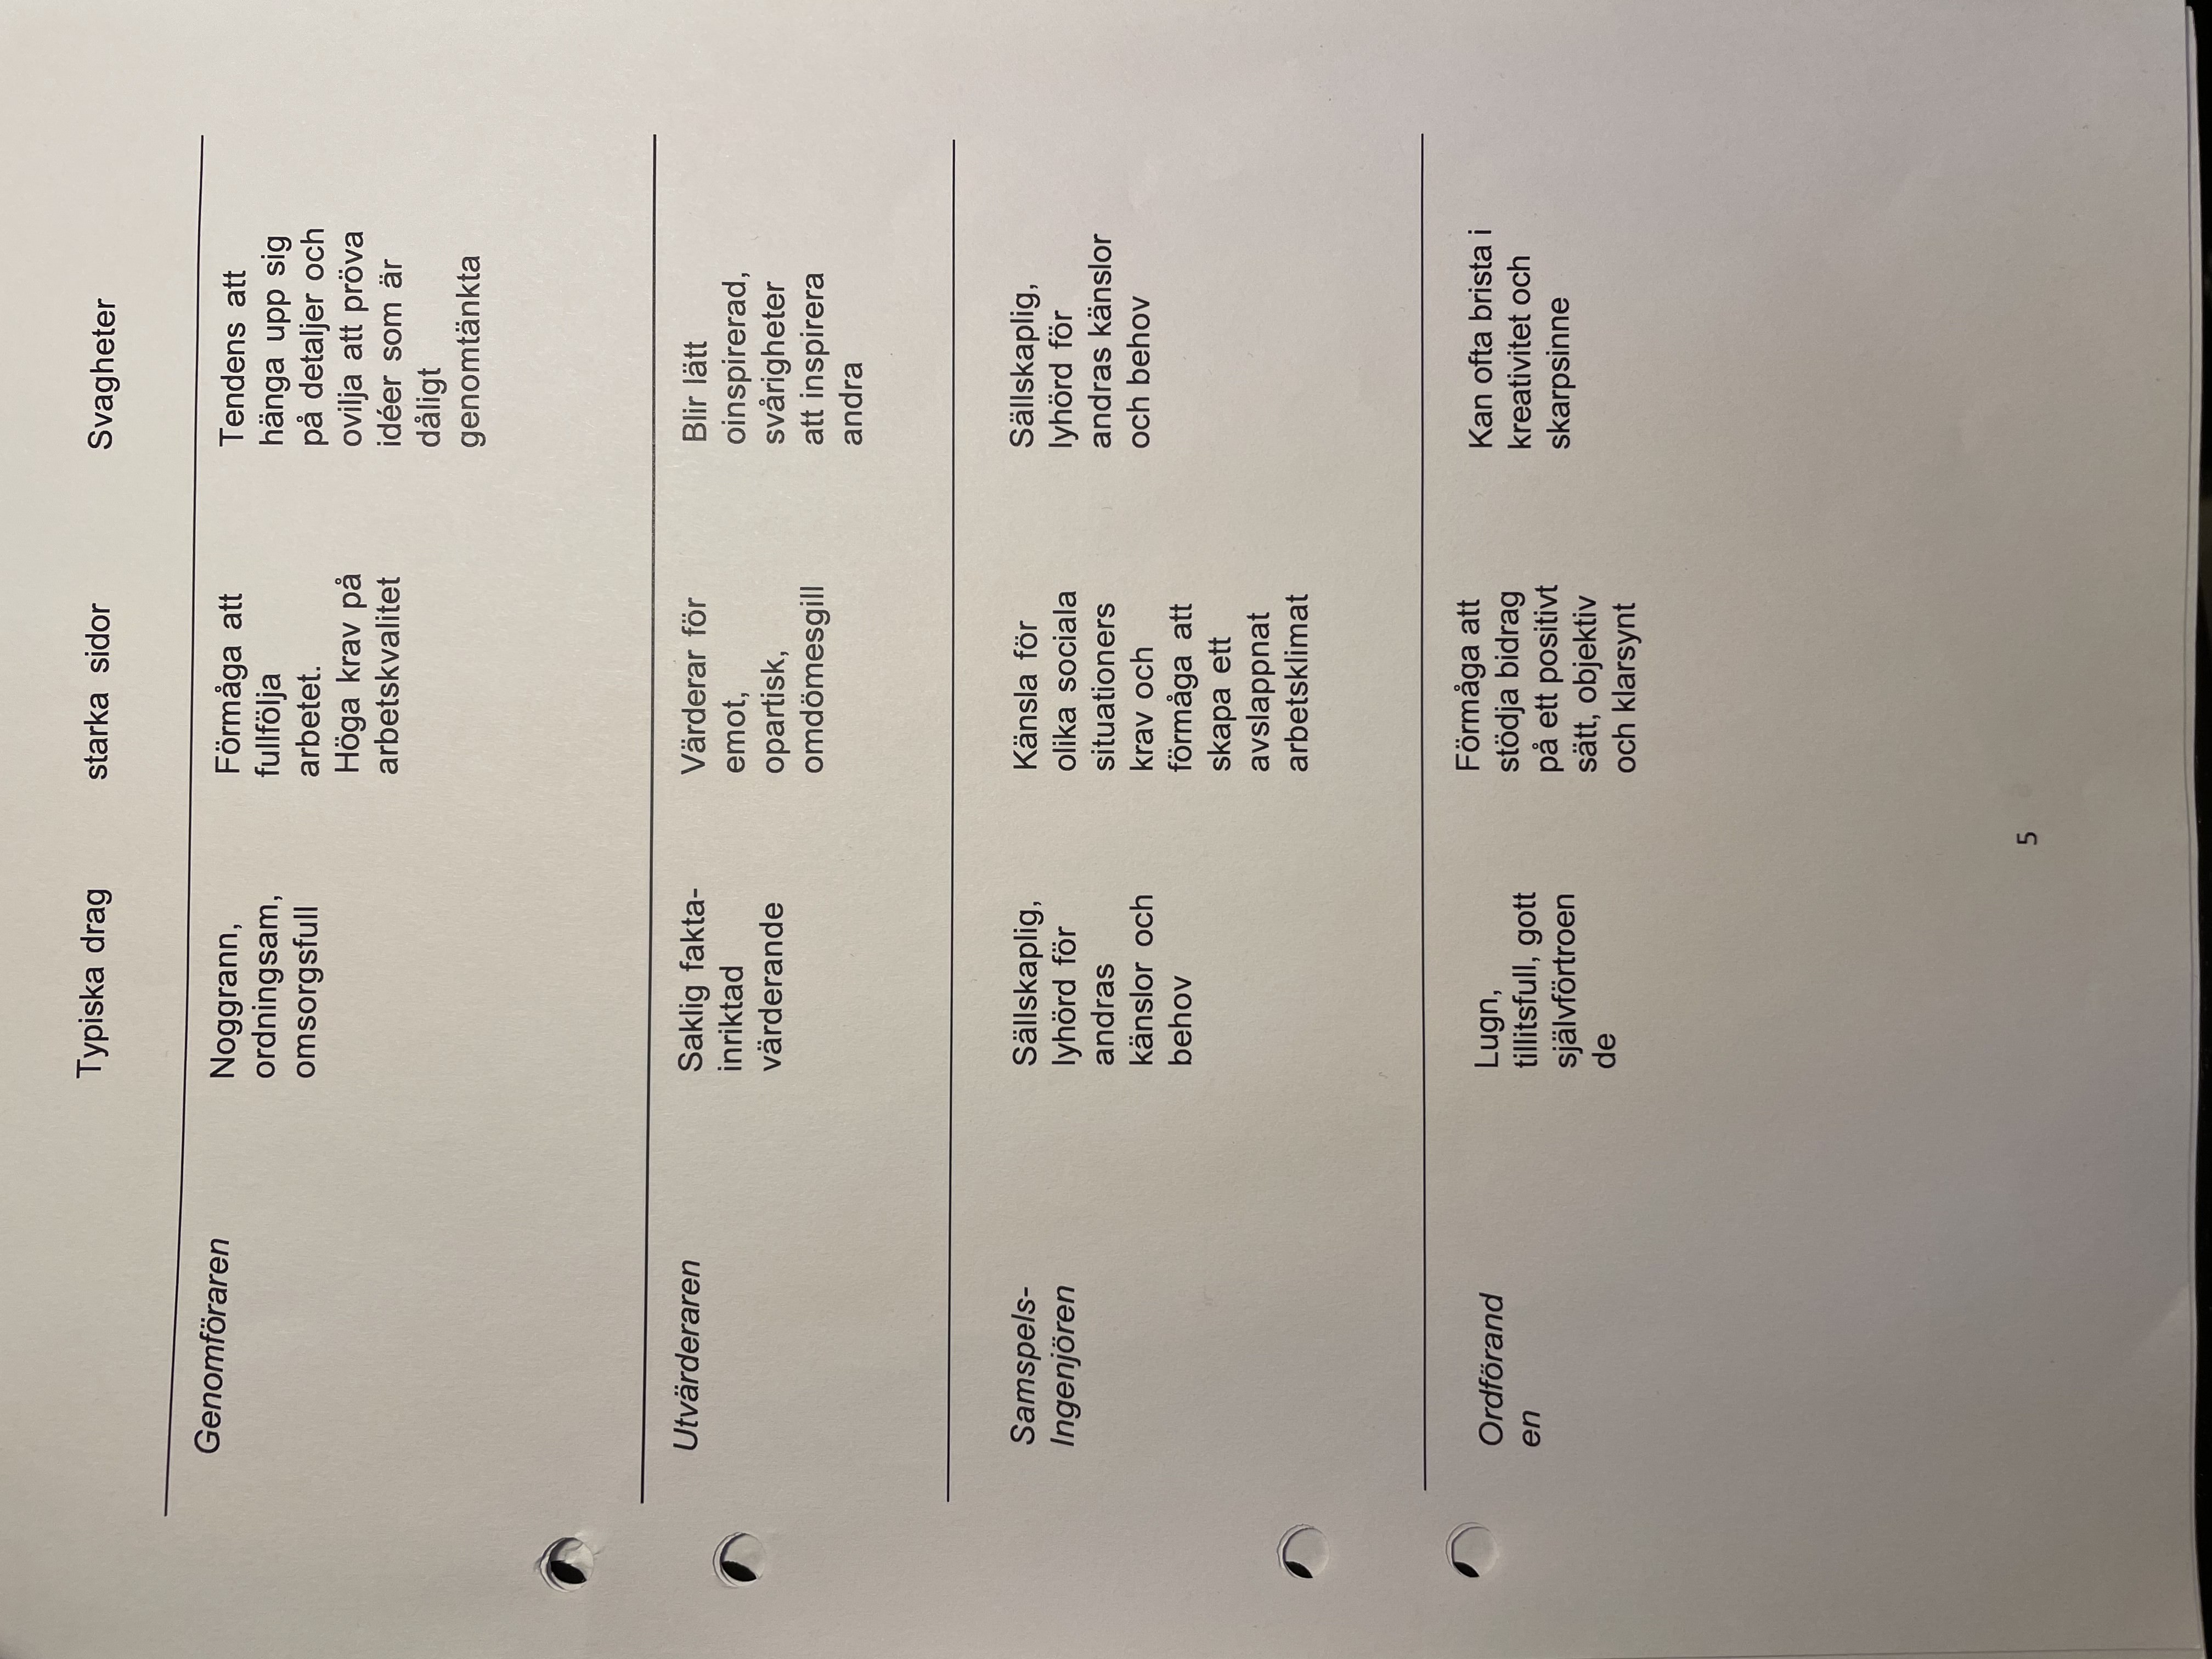 Typiska drag starka sidor Svagheter
Genomföraren
Noggrann,
ordningsam,
omsorgsfull
Förmåga att
fullfölja
arbetet.
Höga krav på
arbetskvalitet
Tendens att
hänga upp sig
på detaljer och
ovilja att pröva
idéer som är
dåligt
genomtänkta
Utvärderaren
Saklig fakta-
inriktad
värderande
Värderar för
emot,
opartisk,
omdömesgill
Blir lätt
oinspirerad,
svårigheter
att inspirera
andra
Samspels-
Ingenjören
Sällskaplig,
lyhörd för
andras
känslor och
behov
Känsla för
olika sociala
situationers
krav och
förmåga att
skapa ett
avslappnat
arbetsklimat
Sällskaplig,
lyhörd för
andras känslor
och behov
Ordförand
en
Lugn,
tillitsfull, gott
självförtroen
de
Förmåga att
stödja bidrag
på ett positivt
sätt, objektiv
och klarsynt
Kan ofta brista i
kreativitet och
skarpsinne
5